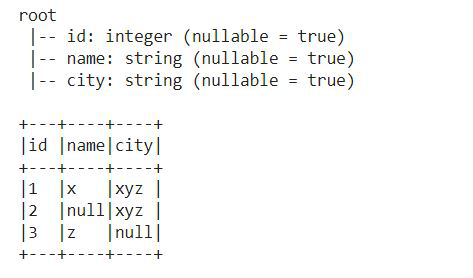 root
 |-- id: integer (nullable = true)
 |-- name: string (nullable = true)
 |-- city: string (nullable = true)

+---+----+----+
|id |name|city|
+---+----+----+
|1  |x   |xyz |
|2  |null|xyz |
|3  |z   |null|
+---+----+----+